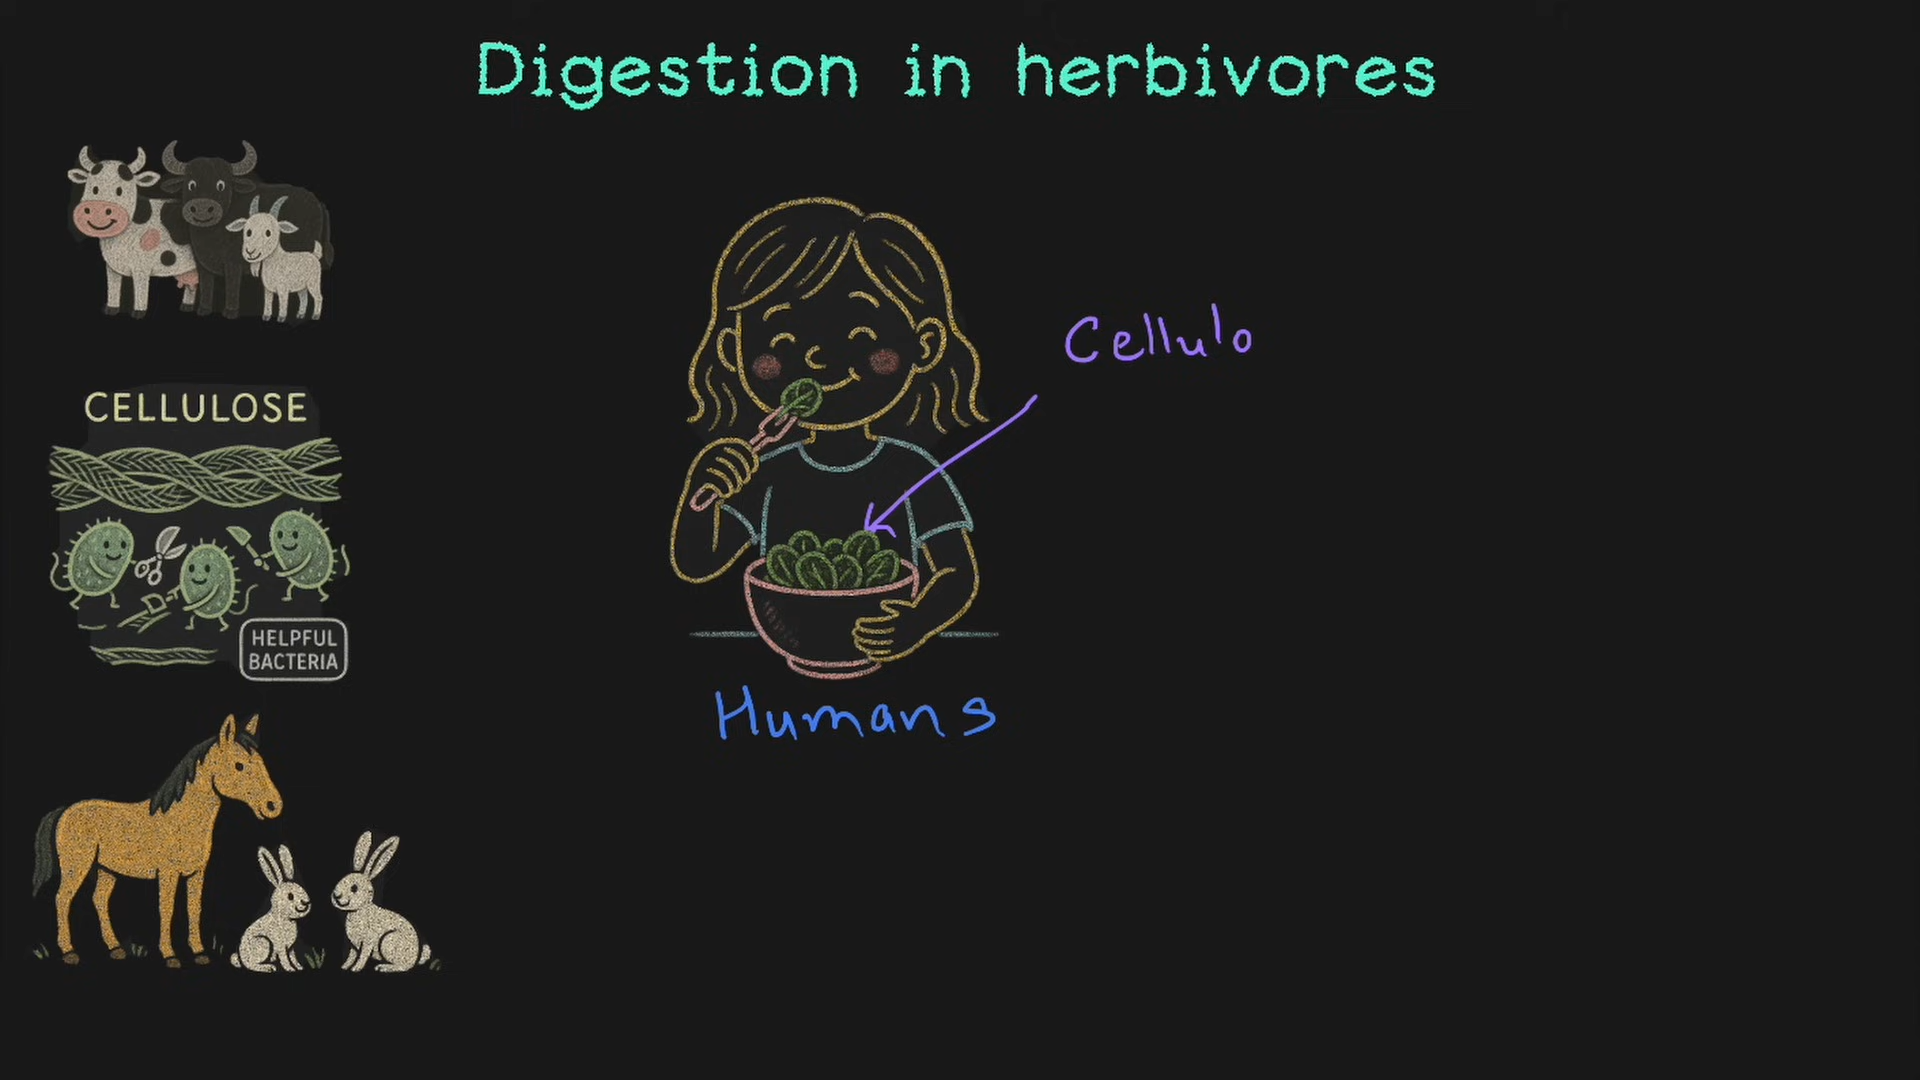 Digestion in herbivores
CELLULOSE
HELPFUL
BACTERIA
Cellulo
Humans